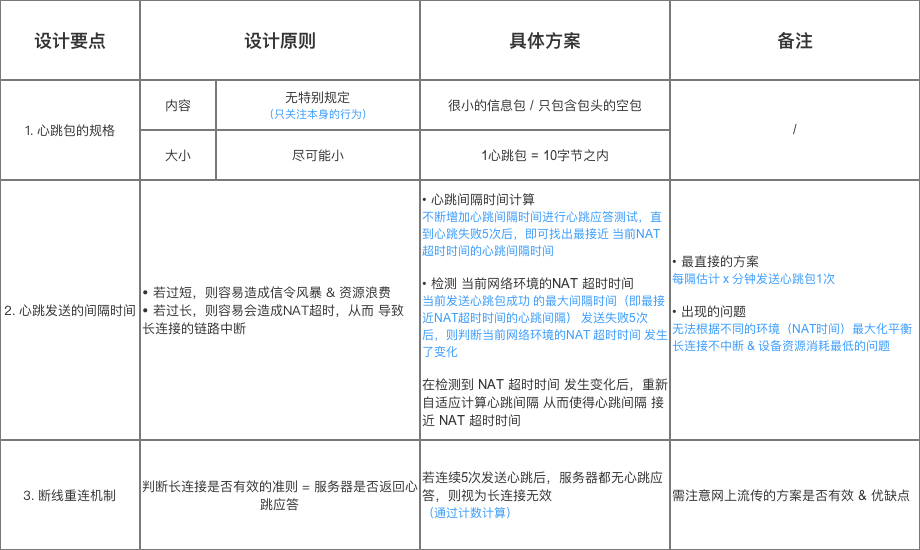 设计要点
设计原则
具体方案
备注
1. 心跳包的规格
内容
无特别规定
（只关注本身的行为）
很小的信息包 / 只包含包头的空包
/
大小
尽可能小
1心跳包 = 10字节之内
2. 心跳发送的间隔时间
• 若过短，则容易造成信令风暴 & 资源浪费
• 若过长，则容易会造成NAT超时，从而 导致
长连接的链路中断
• 心跳间隔时间计算
不断增加心跳间隔时间进行心跳应答测试，直
到心跳失败5次后，即可找出最接近 当前NAT
超时时间的心跳间隔时间
• 检测 当前网络环境的NAT 超时时间
当前发送心跳包成功 的最大间隔时间（即最接
近NAT超时时间的心跳间隔） 发送失败5次
后，则判断当前网络环境的NAT 超时时间 发生
了变化
在检测到 NAT 超时时间 发生变化后，重新
自适应计算心跳间隔 从而使得心跳间隔 接
近 NAT 超时时间
• 最直接的方案
每隔估计 x 分钟发送心跳包1次
• 出现的问题
无法根据不同的环境（NAT时间）最大化平衡
长连接不中断 & 设备资源消耗最低的问题
3. 断线重连机制
判断长连接是否有效的准则 = 服务器是否返回心
跳应答
若连续5次发送心跳后，服务器都无心跳应
答，则视为长连接无效
（通过计数计算）
需注意网上流传的方案是否有效 & 优缺点